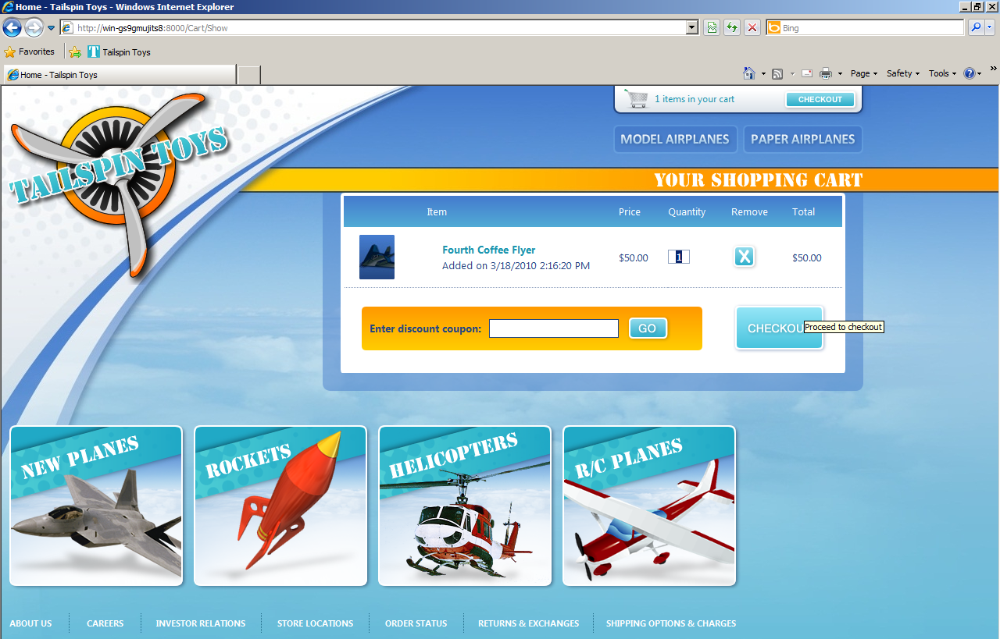 Home - Tailspin Toys - Windows Internet Explorer
http://win-gs9gmujits8:8000/Cart/Show
Bing
Favorites
Tailspin Toys
Home - Tailspin Toys
Page
Safety
Tools
TAILSPIN TOYS
1 items in your cart
CHECKOUT
MODEL AIRPLANES
PAPER AIRPLANES
YOUR SHOPPING CART
Item Price Quantity Remove Total
Fourth Coffee Flyer
Added on 3/18/2010 2:16:20 PM
$50.00
1
X
$50.00
Enter discount coupon:
GO
CHECKOU
Proceed to checkout
NEW PLANES
ROCKETS
HELICOPTERS
R/C PLANES
ABOUT US
CAREERS
INVESTOR RELATIONS
STORE LOCATIONS
ORDER STATUS
RETURNS & EXCHANGES
SHIPPING OPTIONS & CHARGES